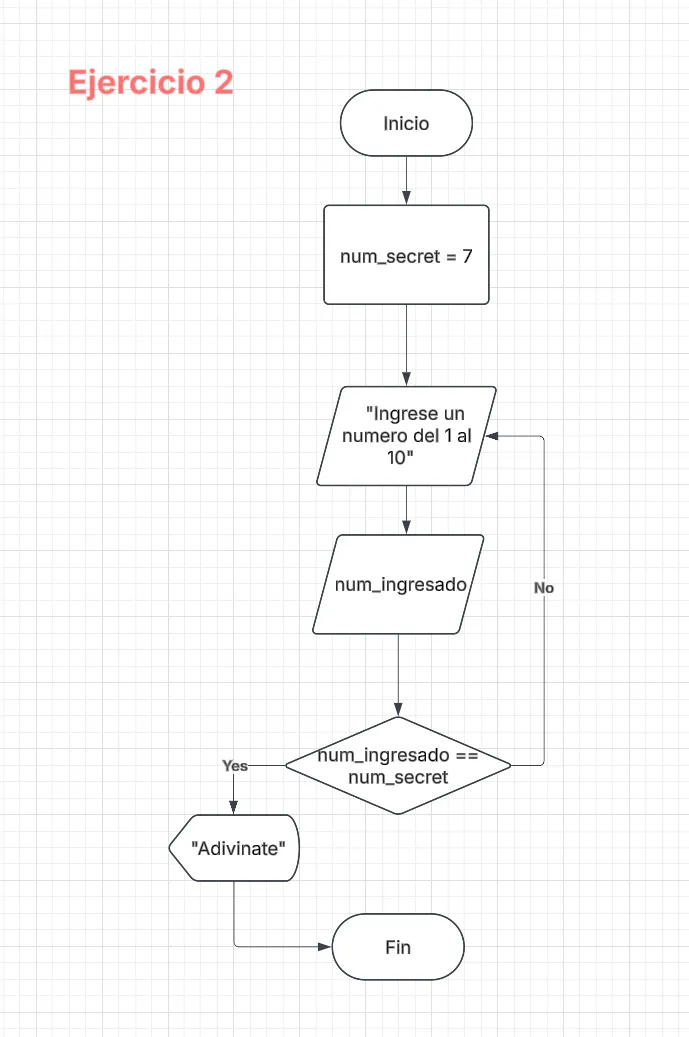 Ejercicio 2
Inicio
num_secret = 7
"Ingrese un
numero del 1 al
10"
num_ingresado
No
num_ingresado ==
num_secret
Yes
"Adivinate"
Fin